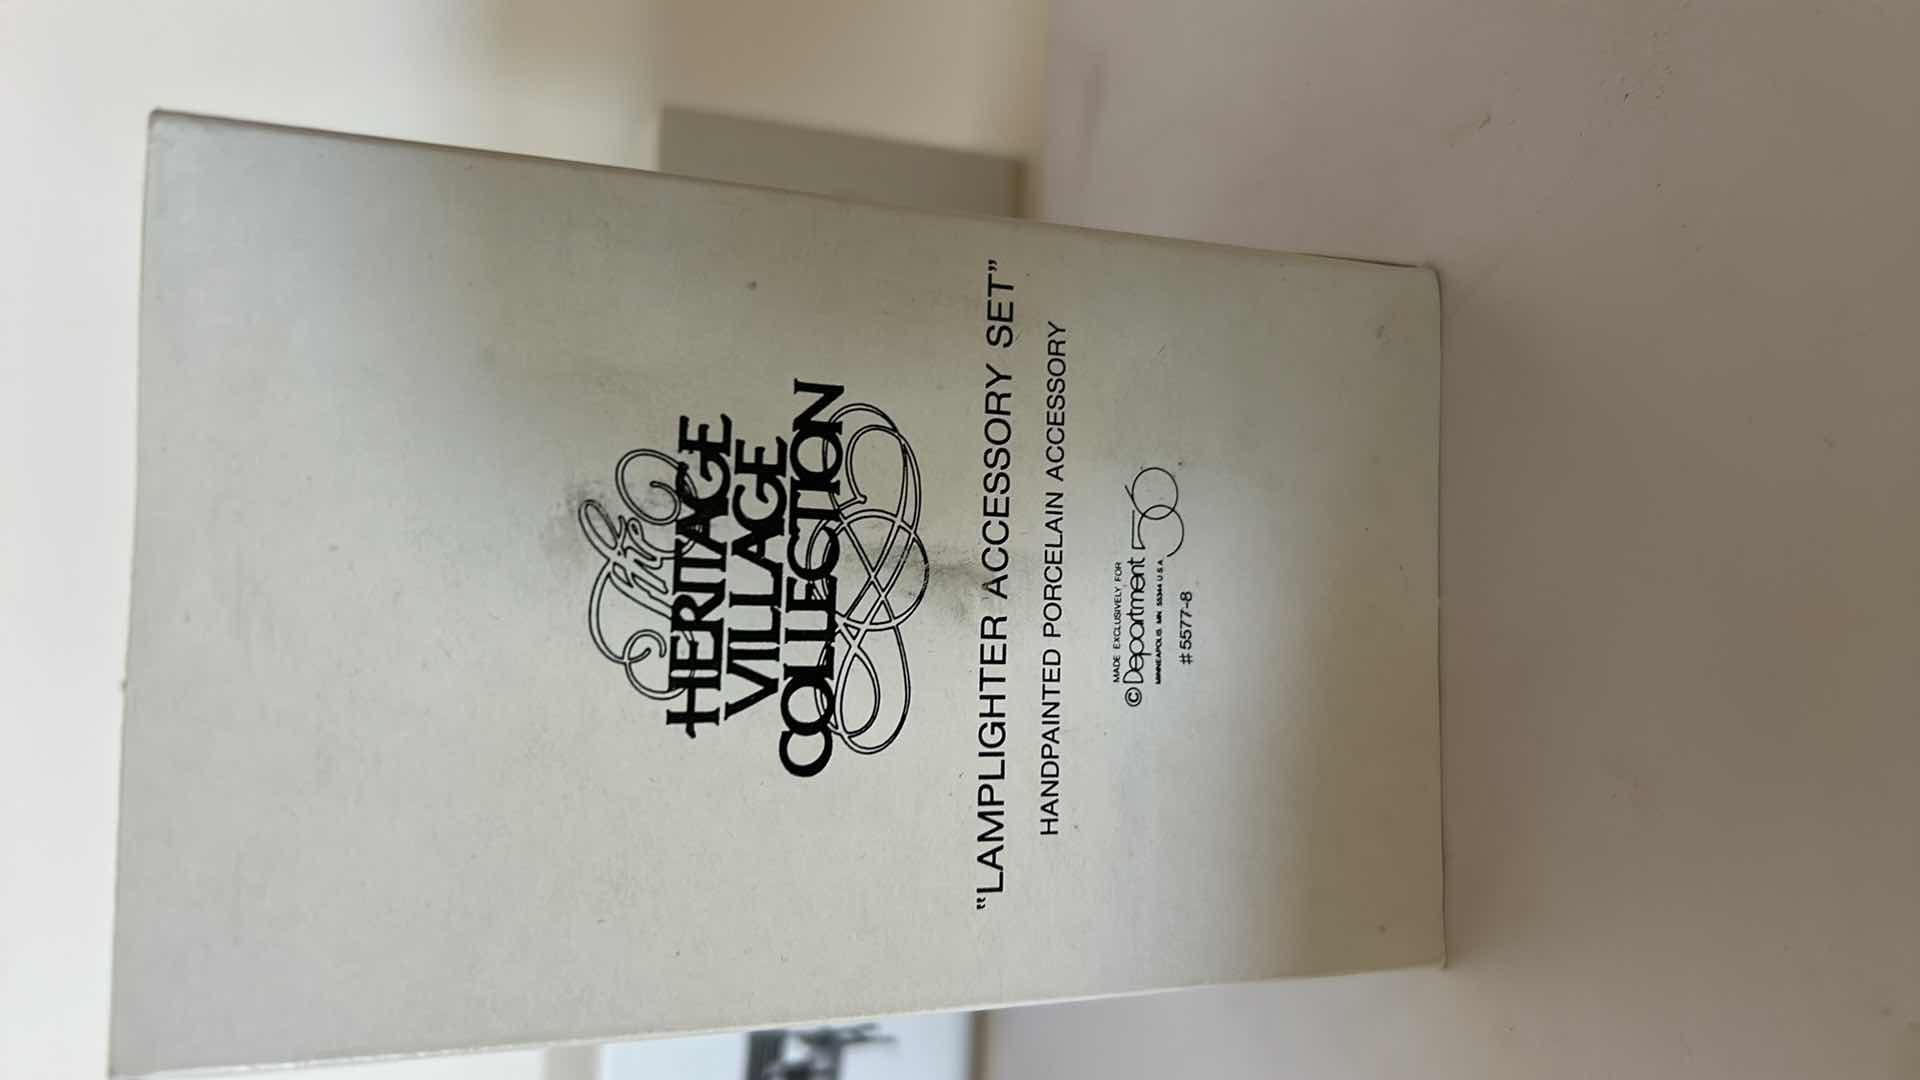 The
HERITAGE
VILLAGE
COLLECTION
"LAMPLIGHTER ACCESSORY SET"
HANDPAINTED PORCELAIN ACCESSORY
MADE EXCLUSIVELY FOR
© Department 56
MINNEAPOLIS, MN 55344 U.S.A.
#5577-8